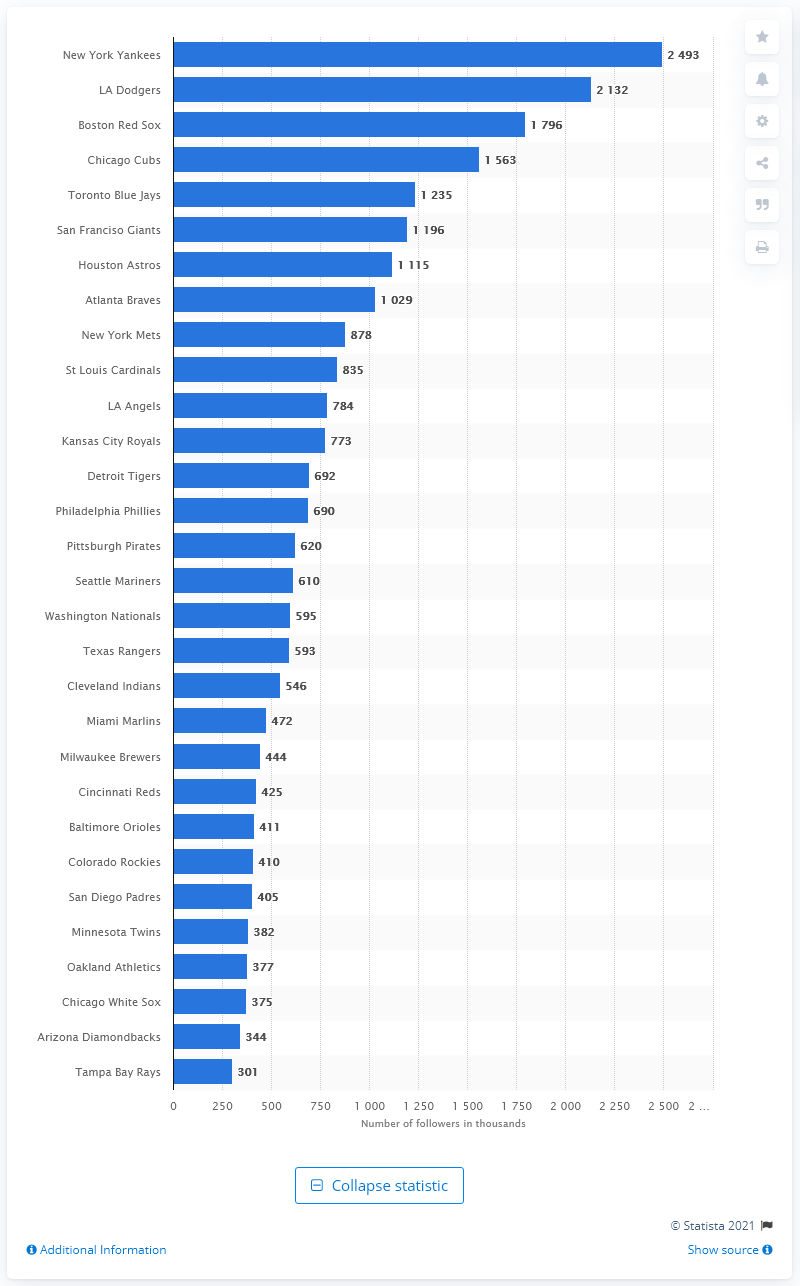 New York Yankees 2 493
LA Dodgers 2 132
Boston Red Sox 1 796
Chicago Cubs 1 563
Toronto Blue Jays 1 235
San Franciso Giants 1 196
Houston Astros 1 115
Atlanta Braves 1 029
New York Mets 878
St Louis Cardinals 835
LA Angels 784
Kansas City Royals 773
Detroit Tigers 692
Philadelphia Phillies 690
Pittsburgh Pirates 620
Seattle Mariners 610
Washington Nationals 595
Texas Rangers 593
Cleveland Indians 546
Miami Marlins 472
Milwaukee Brewers 444
Cincinnati Reds 425
Baltimore Orioles 411
Colorado Rockies 410
San Diego Padres 405
Minnesota Twins 382
Oakland Athletics 377
Chicago White Sox 375
Arizona Diamondbacks 344
Tampa Bay Rays 301
0 250 500 750 1 000 1 250 1 500 1 750 2 000 2 250 2 500 2 ...
Number of followers in thousands
Collapse statistic
© Statista 2021
Additional Information Show source